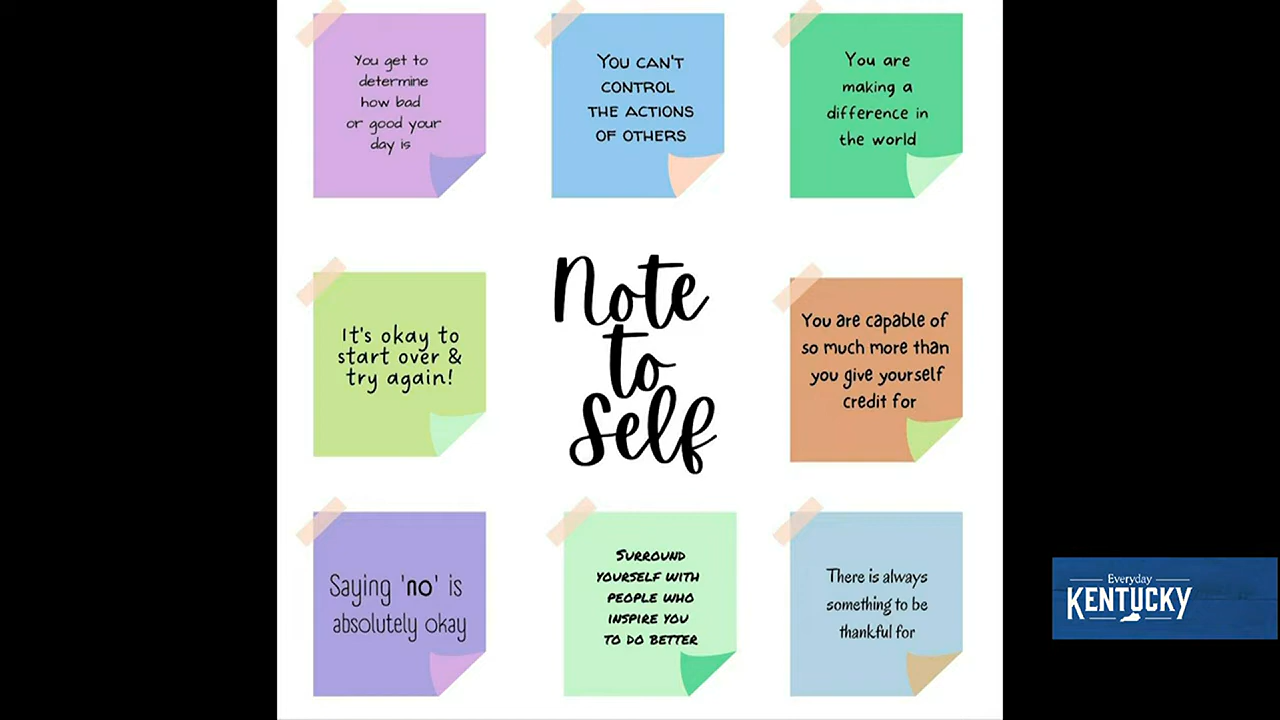 You get to
determine
how bad
or good your
day is
YOU CAN'T
CONTROL
THE ACTIONS
OF OTHERS
You are
making a
difference in
the world
It's okay to
start over &
try again!
Note
to
Self
You are capable of
so much more than
you give yourself
credit for
Saying 'no' is
absolutely okay
SURROUND
YOURSELF WITH
PEOPLE WHO
INSPIRE YOU
TO DO BETTER
There is always
something to be
thankful for
Everyday
KENTUCKY